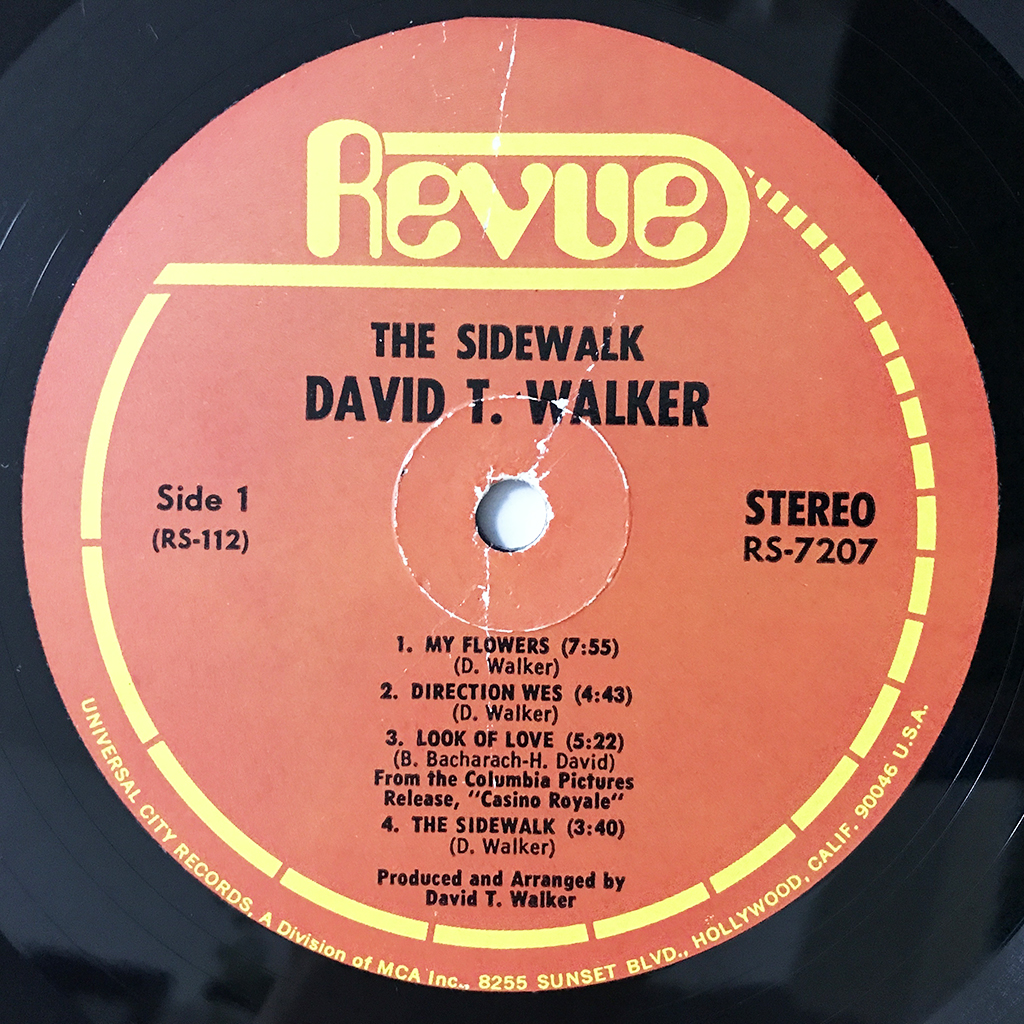 Revue
THE SIDEWALK
DAVID T. WALKER
Side 1
(RS-112)
STEREO
RS-7207
1. MY FLOWERS (7:55)
(D. Walker)
2. DIRECTION WES (4:43)
(D. Walker)
3. LOOK OF LOVE (5:22)
(B. Bacharach-H. David)
From the Columbia Pictures
Release, "Casino Royale"
4. THE SIDEWALK (3:40)
(D. Walker)
Produced and Arranged by
David T. Walker
UNIVERSAL CITY RECORDS, A Division of MCA Inc., 8255 SUNSET BLVD., HOLLYWOOD, CALIF. 90046 U.S.A.